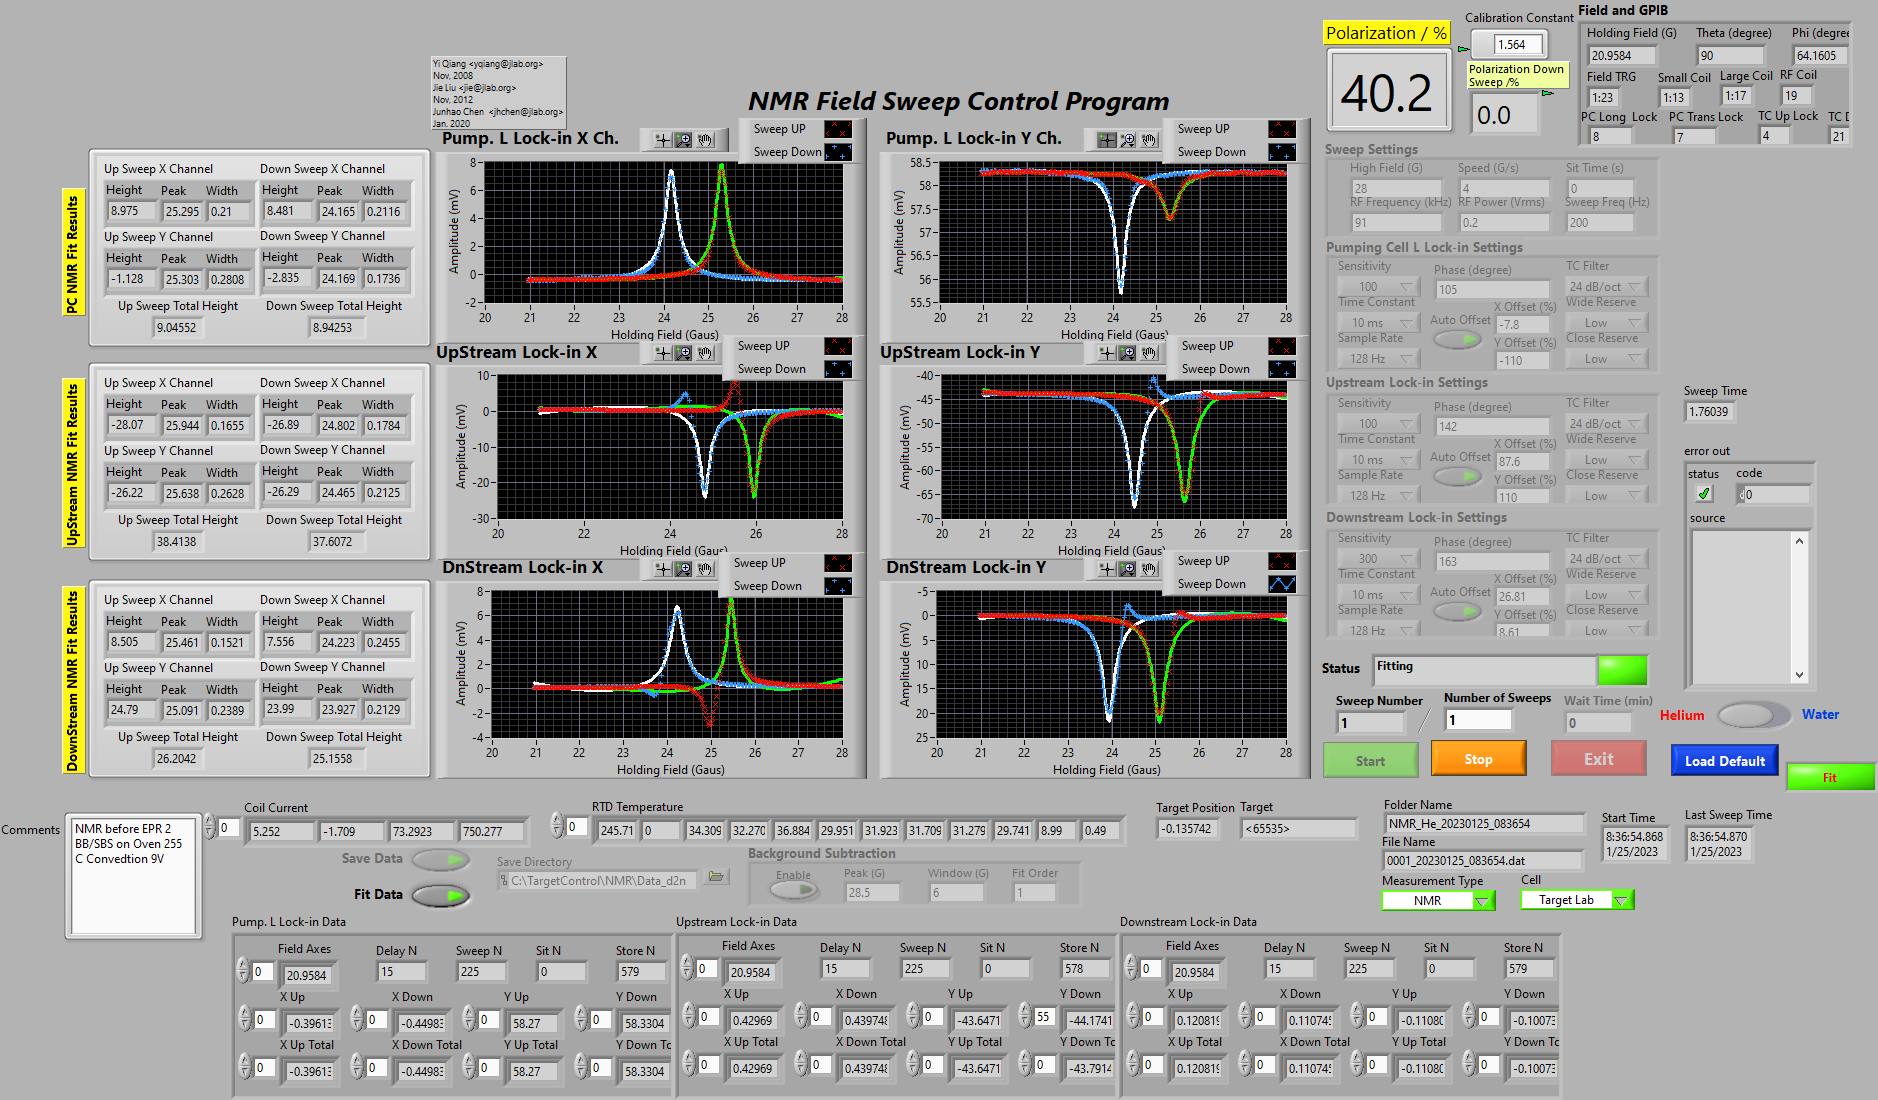 Yi Qiang <yqiang@jlab.org>
Nov, 2008
Jie Liu <jie@jlab.org>
Nov, 2012
Junhao Chen <jhchen@jlab.org>
Jan. 2020
NMR Field Sweep Control Program
Polarization / %
40.2
Calibration Constant
1.564
Polarization Down
Sweep /%
0.0
Field and GPIB
Holding Field (G) Theta (degree) Phi (degree
20.9584 90 64.1605
Field TRG Small Coil Large Coil RF Coil
1:23 1:13 1:17 19
PC Long Lock PC Trans Lock TC Up Lock TC D
8 7 4 21
PC NMR Fit Results
Up Sweep X Channel Down Sweep X Channel
Height Peak Width Height Peak Width
8.975 25.295 0.21 8.481 24.165 0.2116
Up Sweep Y Channel Down Sweep Y Channel
Height Peak Width Height Peak Width
-1.128 25.303 0.2808 -2.835 24.169 0.1736
Up Sweep Total Height Down Sweep Total Height
9.04552 8.94253
Pump. L Lock-in X Ch.
Sweep UP
Sweep Down
Amplitude (mV)
8
6
4
2
0
-2
20 21 22 23 24 25 26 27 28
Holding Field (Gaus)
Pump. L Lock-in Y Ch.
Sweep UP
Sweep Down
Amplitude (mV)
58.5
58
57.5
57
56.5
56
55.5
20 21 22 23 24 25 26 27 28
Holding Field (Gaus)
UpStream NMR Fit Results
Up Sweep X Channel Down Sweep X Channel
Height Peak Width Height Peak Width
-28.07 25.944 0.1655 -26.89 24.802 0.1784
Up Sweep Y Channel Down Sweep Y Channel
Height Peak Width Height Peak Width
-26.22 25.638 0.2628 -26.29 24.465 0.2125
Up Sweep Total Height Down Sweep Total Height
38.4138 37.6072
UpStream Lock-in X
Sweep UP
Sweep Down
Amplitude (mV)
10
0
-10
-20
-30
20 22 24 26 28
Holding Field (Gaus)
UpStream Lock-in Y
Sweep UP
Sweep Down
Amplitude (mV)
-40
-45
-50
-55
-60
-65
-70
20 21 22 23 24 25 26 27 28
Holding Field (Gaus)
DownStream NMR Fit Results
Up Sweep X Channel Down Sweep X Channel
Height Peak Width Height Peak Width
8.505 25.461 0.1521 7.556 24.223 0.2455
Up Sweep Y Channel Down Sweep Y Channel
Height Peak Width Height Peak Width
24.79 25.091 0.2389 23.99 23.927 0.2129
Up Sweep Total Height Down Sweep Total Height
26.2042 25.1558
DnStream Lock-in X
Sweep UP
Sweep Down
Amplitude (mV)
8
6
4
2
0
-2
-4
20 21 22 23 24 25 26 27 28
Holding Field (Gaus)
DnStream Lock-in Y
Sweep UP
Sweep Down
Amplitude (mV)
-5
0
5
10
15
20
25
20 21 22 23 24 25 26 27 28
Holding Field (Gaus)
Sweep Settings
High Field (G) Speed (G/s) Sit Time (s)
28 4 0
RF Frequency (kHz) RF Power (Vrms) Sweep Freq (Hz)
91 0.2 200
Pumping Cell L Lock-in Settings
Sensitivity Phase (degree) TC Filter
100 105 24 dB/oct
Time Constant Auto Offset X Offset (%) Wide Reserve
10 ms -7.8 Low
Sample Rate Y Offset (%) Close Reserve
128 Hz -110 Low
Upstream Lock-in Settings
Sensitivity Phase (degree) TC Filter
100 142 24 dB/oct
Time Constant Auto Offset X Offset (%) Wide Reserve
10 ms 87.6 Low
Sample Rate Y Offset (%) Close Reserve
128 Hz 110 Low
Downstream Lock-in Settings
Sensitivity Phase (degree) TC Filter
300 163 24 dB/oct
Time Constant Auto Offset X Offset (%) Wide Reserve
10 ms 26.81 Low
Sample Rate Y Offset (%) Close Reserve
128 Hz 8.61 Low
Sweep Time
1.76039
error out
status code
0
source
Status Fitting
Sweep Number Number of Sweeps Wait Time (min)
1 / 1 0
Helium Water
Start Stop Exit Load Default Fit
Comments
NMR before EPR 2
BB/SBS on Oven 255
C Convedtion 9V
Coil Current
0 5.252 -1.709 73.2923 750.277
RTD Temperature
0 245.71 0 34.309 32.270 36.884 29.951 31.923 31.709 31.279 29.741 8.99 0.49
Target Position Target
-0.135742 <65535>
Save Data
Fit Data
Save Directory
C:\TargetControl\NMR\Data_d2n
Background Subtraction
Enable Peak (G) Window (G) Fit Order
28.5 6 1
Folder Name
NMR_He_20230125_083654
File Name
0001_20230125_083654.dat
Measurement Type Cell
NMR Target Lab
Start Time
8:36:54.868
1/25/2023
Last Sweep Time
8:36:54.870
1/25/2023
Pump. L Lock-in Data
Field Axes Delay N Sweep N Sit N Store N
0 20.9584 15 225 0 579
X Up X Down Y Up Y Down
0 -0.39613 0 -0.44983 0 58.27 0 58.3304
X Up Total X Down Total Y Up Total Y Down To
0 -0.39613 0 -0.44983 0 58.27 0 58.3304
Upstream Lock-in Data
Field Axes Delay N Sweep N Sit N Store N
0 20.9584 15 225 0 578
X Up X Down Y Up Y Down
0 0.42969 0 0.439748 0 -43.6471 55 -44.1741
X Up Total X Down Total Y Up Total Y Down Tc
0 0.42969 0 0.439748 0 -43.6471 0 -43.7914
Downstream Lock-in Data
Field Axes Delay N Sweep N Sit N Store N
0 20.9584 15 225 0 579
X Up X Down Y Up Y Down
0 0.120819 0 0.110745 0 -0.11080 0 -0.10073
X Up Total X Down Total Y Up Total Y Down Tc
0 0.120819 0 0.110745 0 -0.11080 0 -0.10073